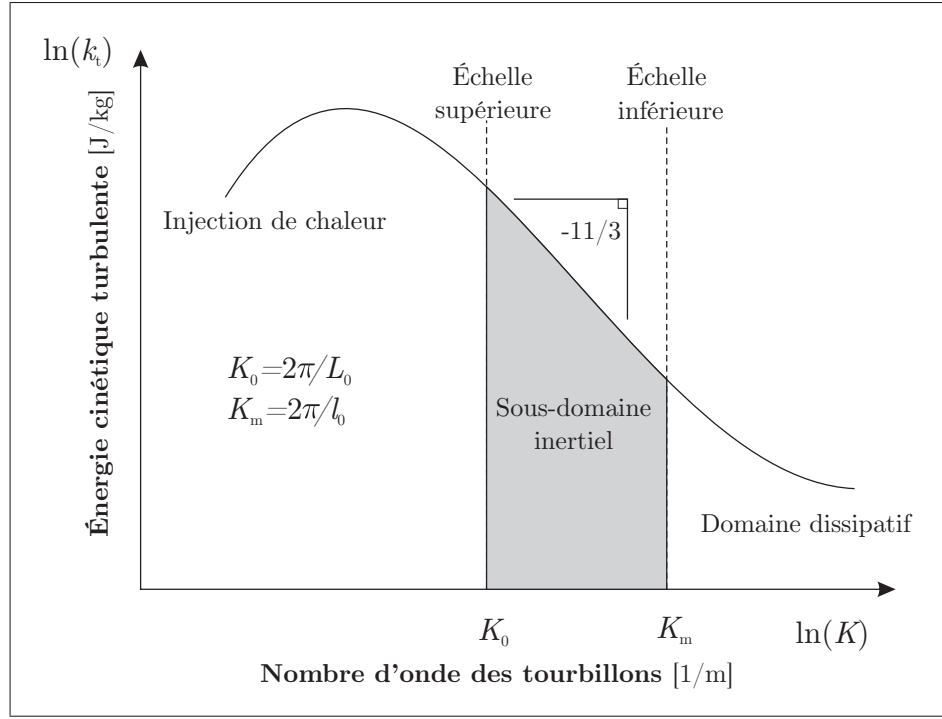 ln(kₜ)
Énergie cinétique turbulente [J/kg]
Échelle
supérieure
Échelle
inférieure
Injection de chaleur
-11/3
K₀=2π/L₀
Kₘ=2π/l₀
Sous-domaine
inertiel
Domaine dissipatif
K₀
Kₘ
ln(K)
Nombre d'onde des tourbillons [1/m]